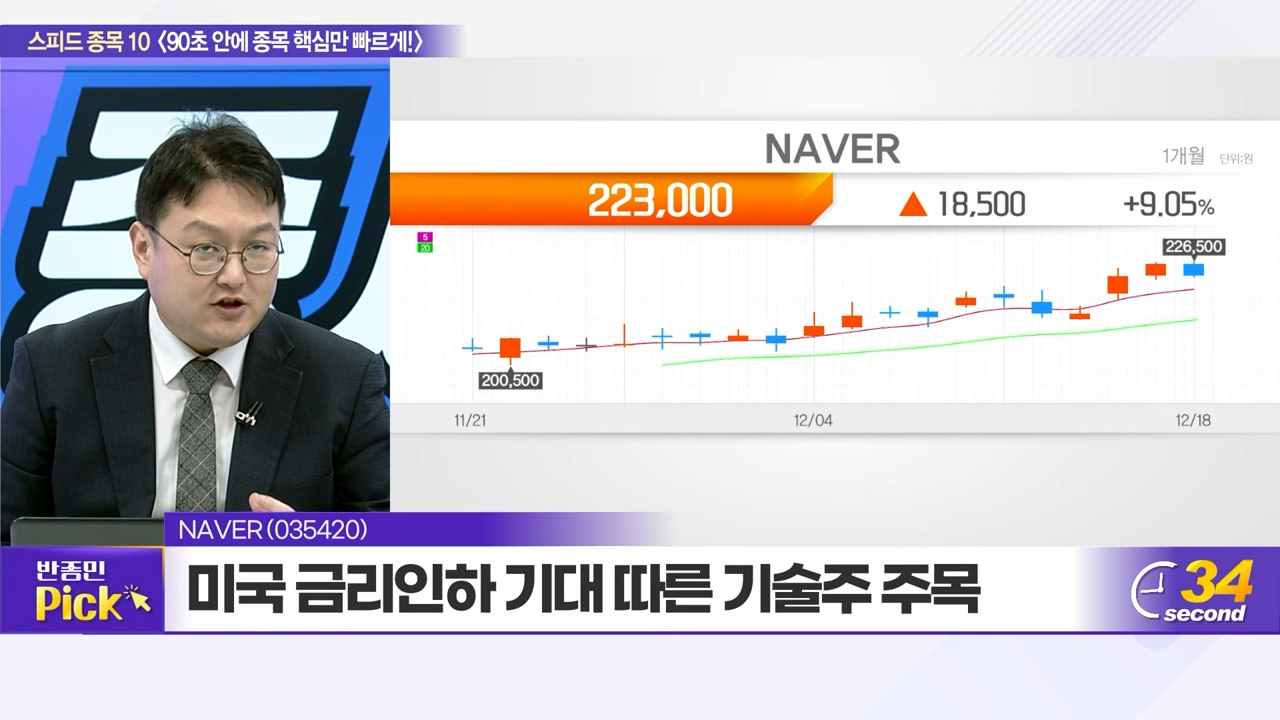 스피드 종목 10 〈90초 안에 종목 핵심만 빠르게!〉
종
NAVER
1개월 단위:원
223,000 ▲ 18,500 +9.05%
5
20
226,500
200,500
11/21 12/04 12/18
NAVER(035420)
반종민
Pick
미국 금리인하 기대 따른 기술주 주목
34
second